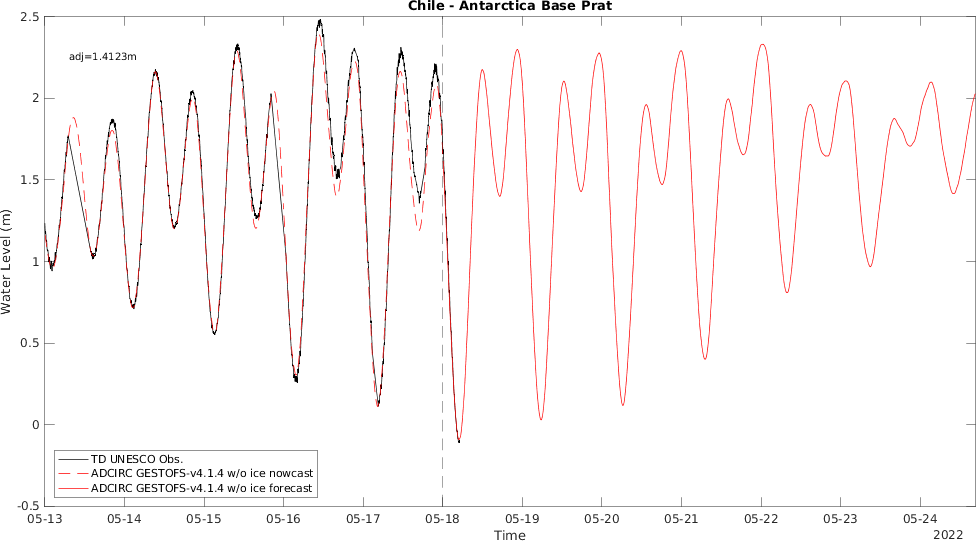 Chile - Antarctica Base Prat
2.5
adj=1.4123m
2
1.5
Water Level (m)
1
0.5
0
TD UNESCO Obs.
ADCIRC GESTOFS-v4.1.4 w/o ice nowcast
ADCIRC GESTOFS-v4.1.4 w/o ice forecast
-0.5
05-13 05-14 05-15 05-16 05-17 05-18 05-19 05-20 05-21 05-22 05-23 05-24
Time
2022